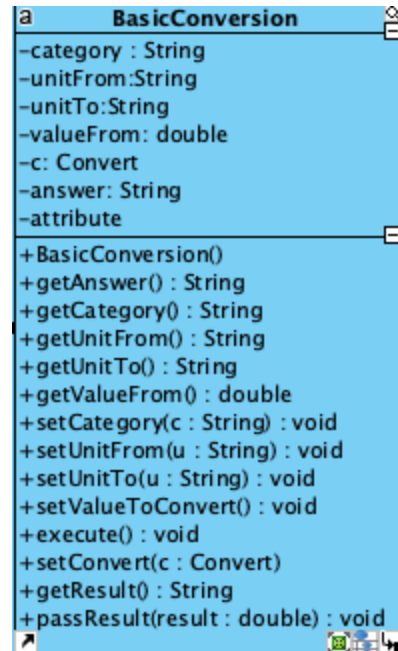 a BasicConversion
-category : String
-unitFrom:String
-unitTo:String
-valueFrom: double
-c: Convert
-answer: String
-attribute
+BasicConversion()
+getAnswer() : String
+getCategory() : String
+getUnitFrom() : String
+getUnitTo() : String
+getValueFrom() : double
+setCategory(c : String) : void
+setUnitFrom(u : String) : void
+setUnitTo(u : String) : void
+setValueToConvert() : void
+execute() : void
+setConvert(c : Convert)
+getResult() : String
+passResult(result : double) : void